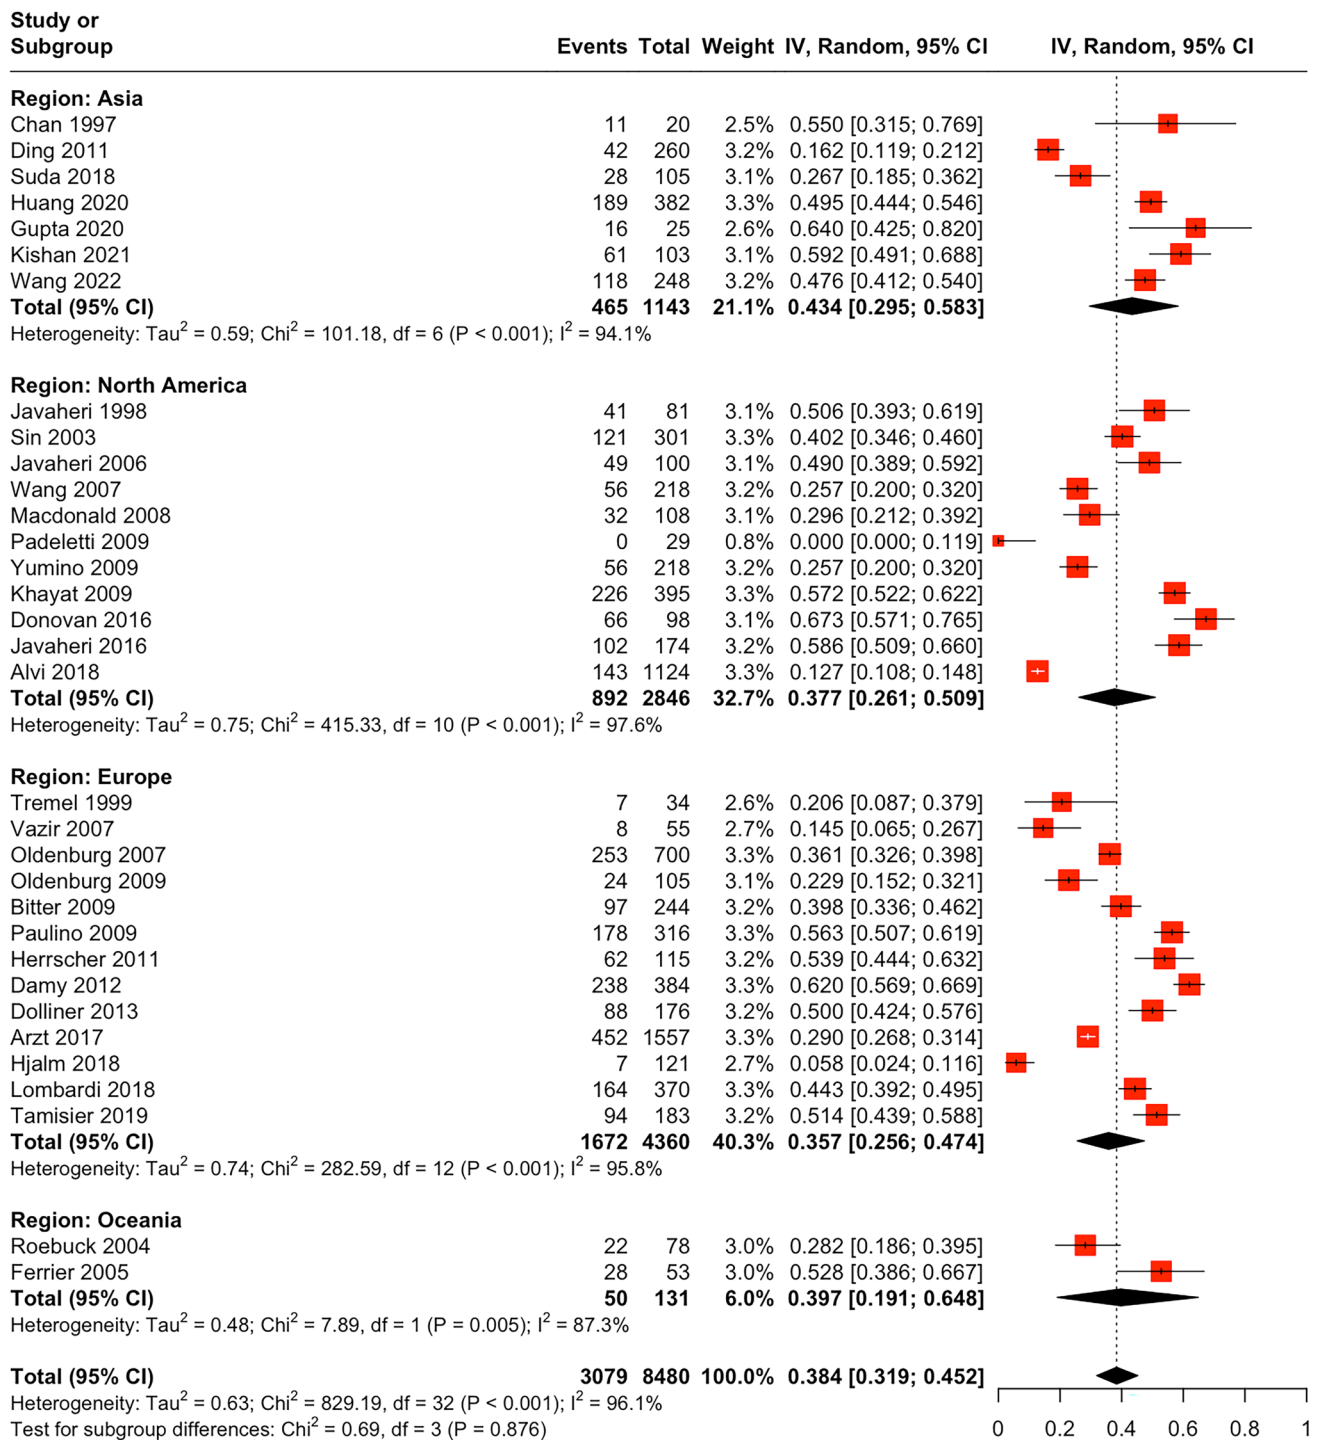 Study or
Subgroup Events Total Weight IV, Random, 95% CI IV, Random, 95% CI
Region: Asia
Chan 1997 11 20 2.5% 0.550 [0.315; 0.769]
Ding 2011 42 260 3.2% 0.162 [0.119; 0.212]
Suda 2018 28 105 3.1% 0.267 [0.185; 0.362]
Huang 2020 189 382 3.3% 0.495 [0.444; 0.546]
Gupta 2020 16 25 2.6% 0.640 [0.425; 0.820]
Kishan 2021 61 103 3.1% 0.592 [0.491; 0.688]
Wang 2022 118 248 3.2% 0.476 [0.412; 0.540]
Total (95% CI) 465 1143 21.1% 0.434 [0.295; 0.583]
Heterogeneity: Tau² = 0.59; Chi² = 101.18, df = 6 (P < 0.001); I² = 94.1%
Region: North America
Javaheri 1998 41 81 3.1% 0.506 [0.393; 0.619]
Sin 2003 121 301 3.3% 0.402 [0.346; 0.460]
Javaheri 2006 49 100 3.1% 0.490 [0.389; 0.592]
Wang 2007 56 218 3.2% 0.257 [0.200; 0.320]
Macdonald 2008 32 108 3.1% 0.296 [0.212; 0.392]
Padeletti 2009 0 29 0.8% 0.000 [0.000; 0.119]
Yumino 2009 56 218 3.2% 0.257 [0.200; 0.320]
Khayat 2009 226 395 3.3% 0.572 [0.522; 0.622]
Donovan 2016 66 98 3.1% 0.673 [0.571; 0.765]
Javaheri 2016 102 174 3.2% 0.586 [0.509; 0.660]
Alvi 2018 143 1124 3.3% 0.127 [0.108; 0.148]
Total (95% CI) 892 2846 32.7% 0.377 [0.261; 0.509]
Heterogeneity: Tau² = 0.75; Chi² = 415.33, df = 10 (P < 0.001); I² = 97.6%
Region: Europe
Tremel 1999 7 34 2.6% 0.206 [0.087; 0.379]
Vazir 2007 8 55 2.7% 0.145 [0.065; 0.267]
Oldenburg 2007 253 700 3.3% 0.361 [0.326; 0.398]
Oldenburg 2009 24 105 3.1% 0.229 [0.152; 0.321]
Bitter 2009 97 244 3.2% 0.398 [0.336; 0.462]
Paulino 2009 178 316 3.3% 0.563 [0.507; 0.619]
Herrscher 2011 62 115 3.2% 0.539 [0.444; 0.632]
Damy 2012 238 384 3.3% 0.620 [0.569; 0.669]
Dolliner 2013 88 176 3.2% 0.500 [0.424; 0.576]
Arzt 2017 452 1557 3.3% 0.290 [0.268; 0.314]
Hjalm 2018 7 121 2.7% 0.058 [0.024; 0.116]
Lombardi 2018 164 370 3.3% 0.443 [0.392; 0.495]
Tamisier 2019 94 183 3.2% 0.514 [0.439; 0.588]
Total (95% CI) 1672 4360 40.3% 0.357 [0.256; 0.474]
Heterogeneity: Tau² = 0.74; Chi² = 282.59, df = 12 (P < 0.001); I² = 95.8%
Region: Oceania
Roebuck 2004 22 78 3.0% 0.282 [0.186; 0.395]
Ferrier 2005 28 53 3.0% 0.528 [0.386; 0.667]
Total (95% CI) 50 131 6.0% 0.397 [0.191; 0.648]
Heterogeneity: Tau² = 0.48; Chi² = 7.89, df = 1 (P = 0.005); I² = 87.3%
Total (95% CI) 3079 8480 100.0% 0.384 [0.319; 0.452]
Heterogeneity: Tau² = 0.63; Chi² = 829.19, df = 32 (P < 0.001); I² = 96.1%
Test for subgroup differences: Chi² = 0.69, df = 3 (P = 0.876)
0 0.2 0.4 0.6 0.8 1